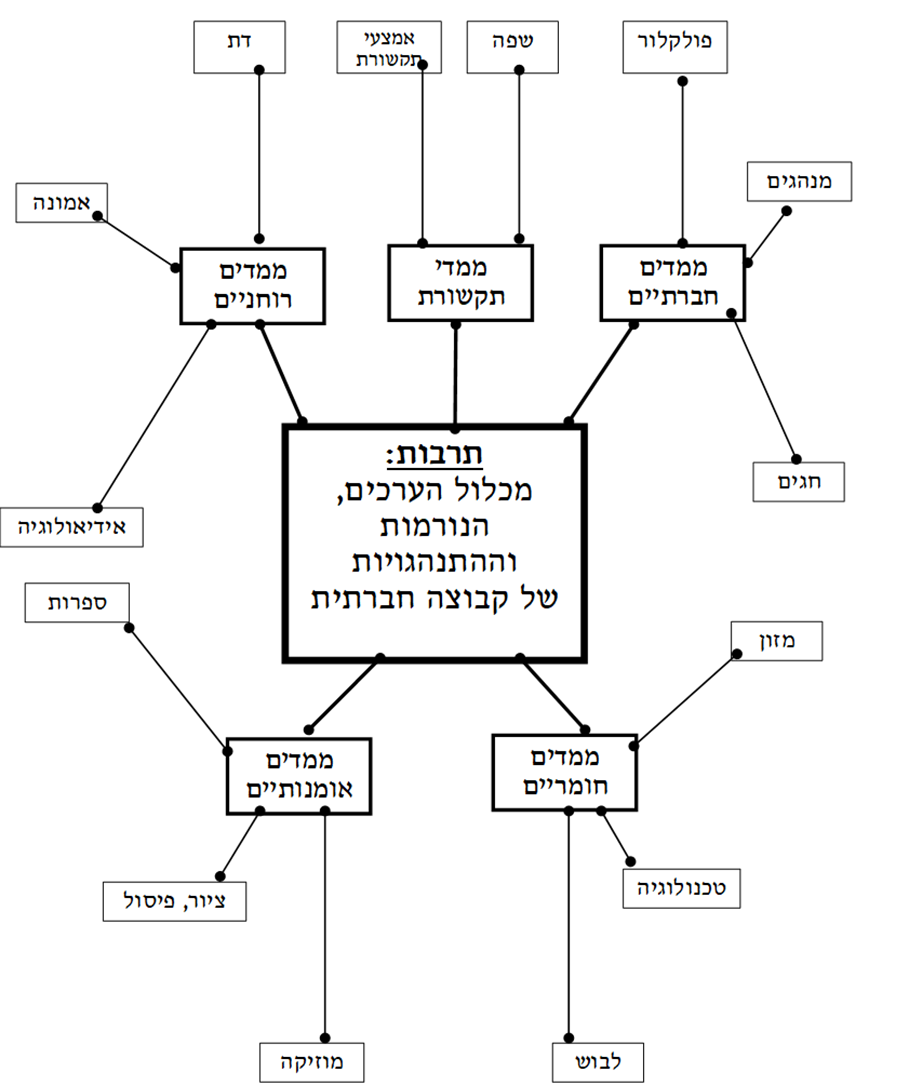 פולקלור
שפה
אמצעי
תקשורת
דת
מנהגים
אמונה
ממדים
חברתיים
ממדי
תקשורת
ממדים
רוחניים
תרבות:
מכלול הערכים,
הנורמות
וההתנהגויות
של קבוצה חברתית
חגים
אידיאולוגיה
ספרות
מזון
ממדים
חומריים
ממדים
אומנותיים
טכנולוגיה
ציור, פיסול
לבוש
מוזיקה